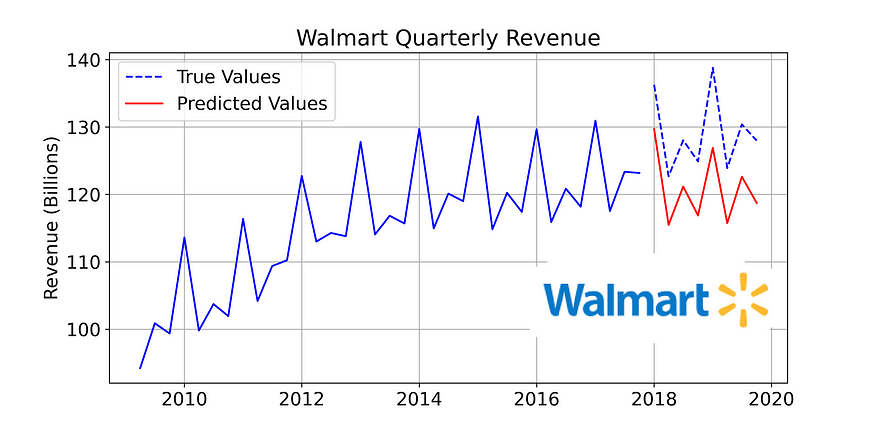 Walmart Quarterly Revenue
Revenue (Billions)
140
130
120
110
100
True Values
Predicted Values
Walmart
2010
2012
2014
2016
2018
2020